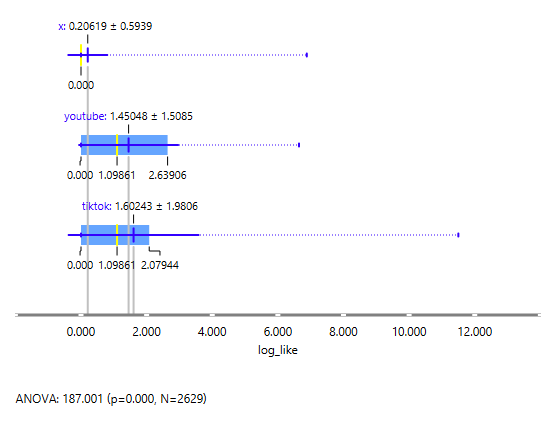 x: 0.20619 ± 0.5939
0.000
youtube: 1.45048 ± 1.5085
0.000 1.09861 2.63906
tiktok: 1.60243 ± 1.9806
0.000 1.09861 2.07944
0.000 2.000 4.000 6.000 8.000 10.000 12.000
log_like
ANOVA: 187.001 (p=0.000, N=2629)